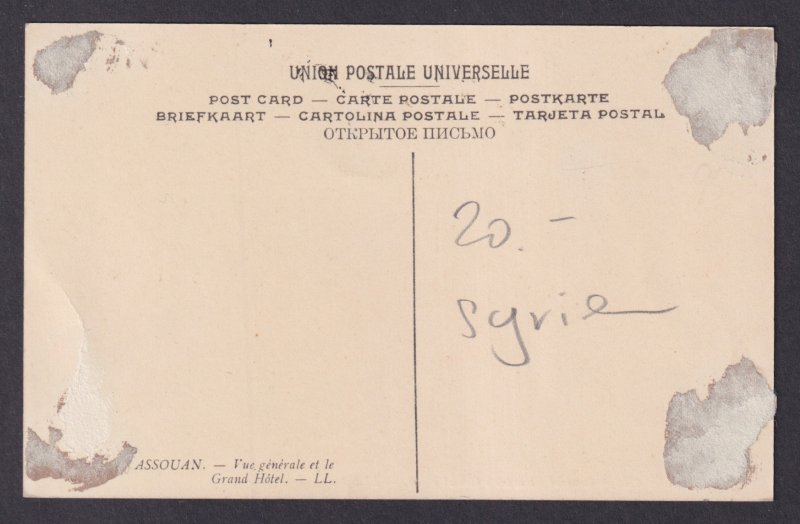 UNION POSTALE UNIVERSELLE
POST CARD — CARTE POSTALE — POSTKARTE
BRIEFKAART — CARTOLINA POSTALE — TARJETA POSTAL
ОТКРЫТОЕ ПИСЬМО
20.–
Syrie
ASSOUAN. — Vue générale et le
Grand Hôtel. — LL.